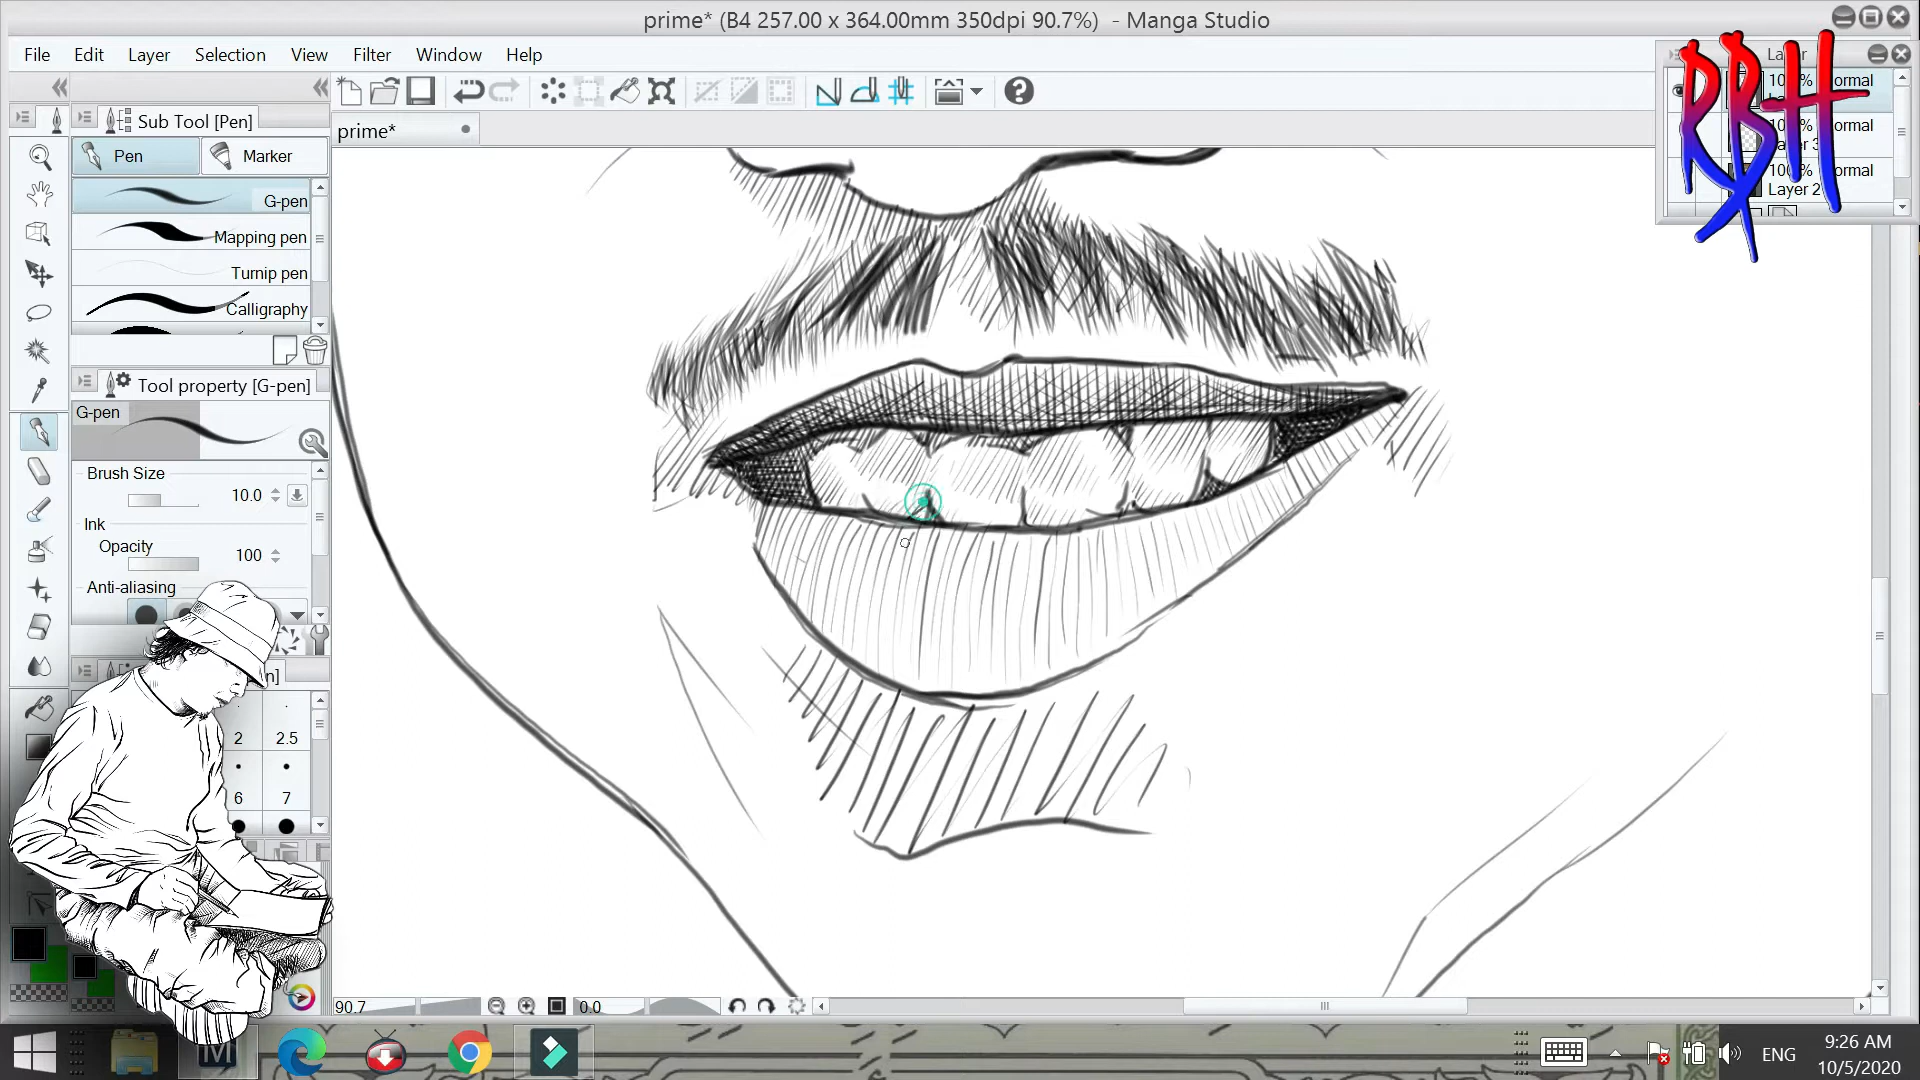 prime* (B4 257.00 x 364.00mm 350dpi 90.7%) - Manga Studio
File Edit Layer Selection View Filter Window Help
RBH
Sub Tool [Pen]
prime*
Pen
Marker
G-pen
Mapping pen
Turnip pen
Calligraphy
Tool property [G-pen]
G-pen
Brush Size
10.0
Ink
Opacity
100
Anti-aliasing
2 2.5
6 7
Layer 2
90.7
0.0
ENG
9:26 AM
10/5/2020